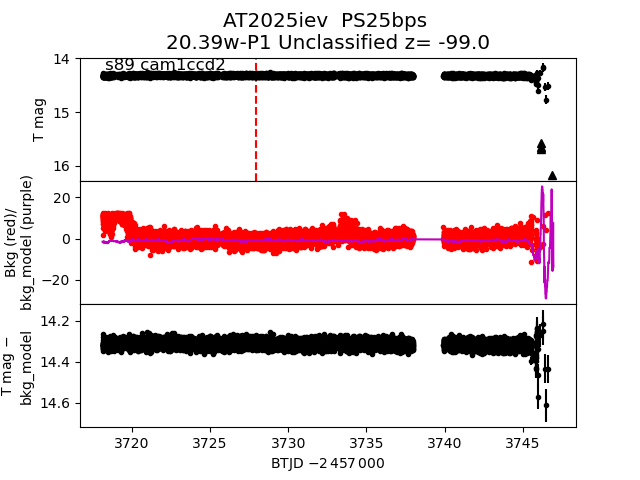 AT2025iev  PS25bps
20.39w-P1 Unclassified z= -99.0
s89 cam1ccd2
14
15
16
T mag
20
0
−20
Bkg (red)/
bkg_model (purple)
14.2
14.4
14.6
T mag −
bkg_model
3720
3725
3730
3735
3740
3745
BTJD −2 457 000